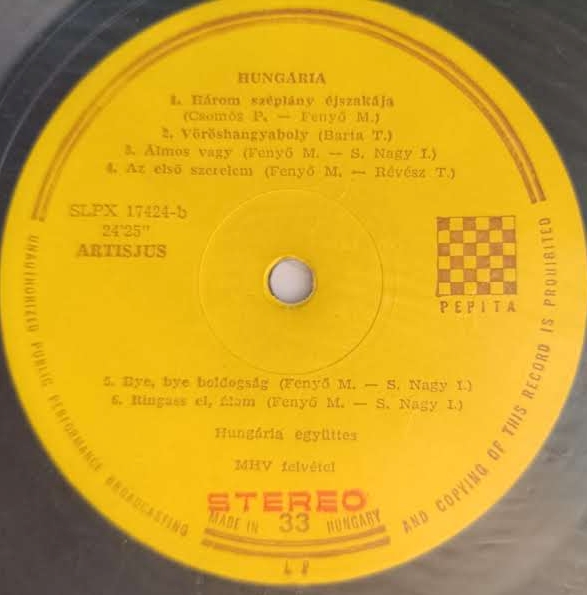 HUNGÁRIA
1. Három széplány éjszakája
(Csomós P. — Fenyő M.)
2. Vöröshangyaboly (Barta T.)
3. Álmos vagy (Fenyő M. — S. Nagy I.)
4. Az első szerelem (Fenyő M. — Révész T.)
SLPX 17424-b
24'25"
ARTISJUS
PEPITA
5. Bye, bye boldogság (Fenyő M. — S. Nagy I.)
6. Ringass el, álom (Fenyő M. — S. Nagy I.)
Hungária együttes
MHV felvétel
STEREO
MADE IN 33 HUNGARY
LP
UNAUTHORIZED PUBLIC PERFORMANCE BROADCASTING AND COPYING OF THIS RECORD IS PROHIBITED